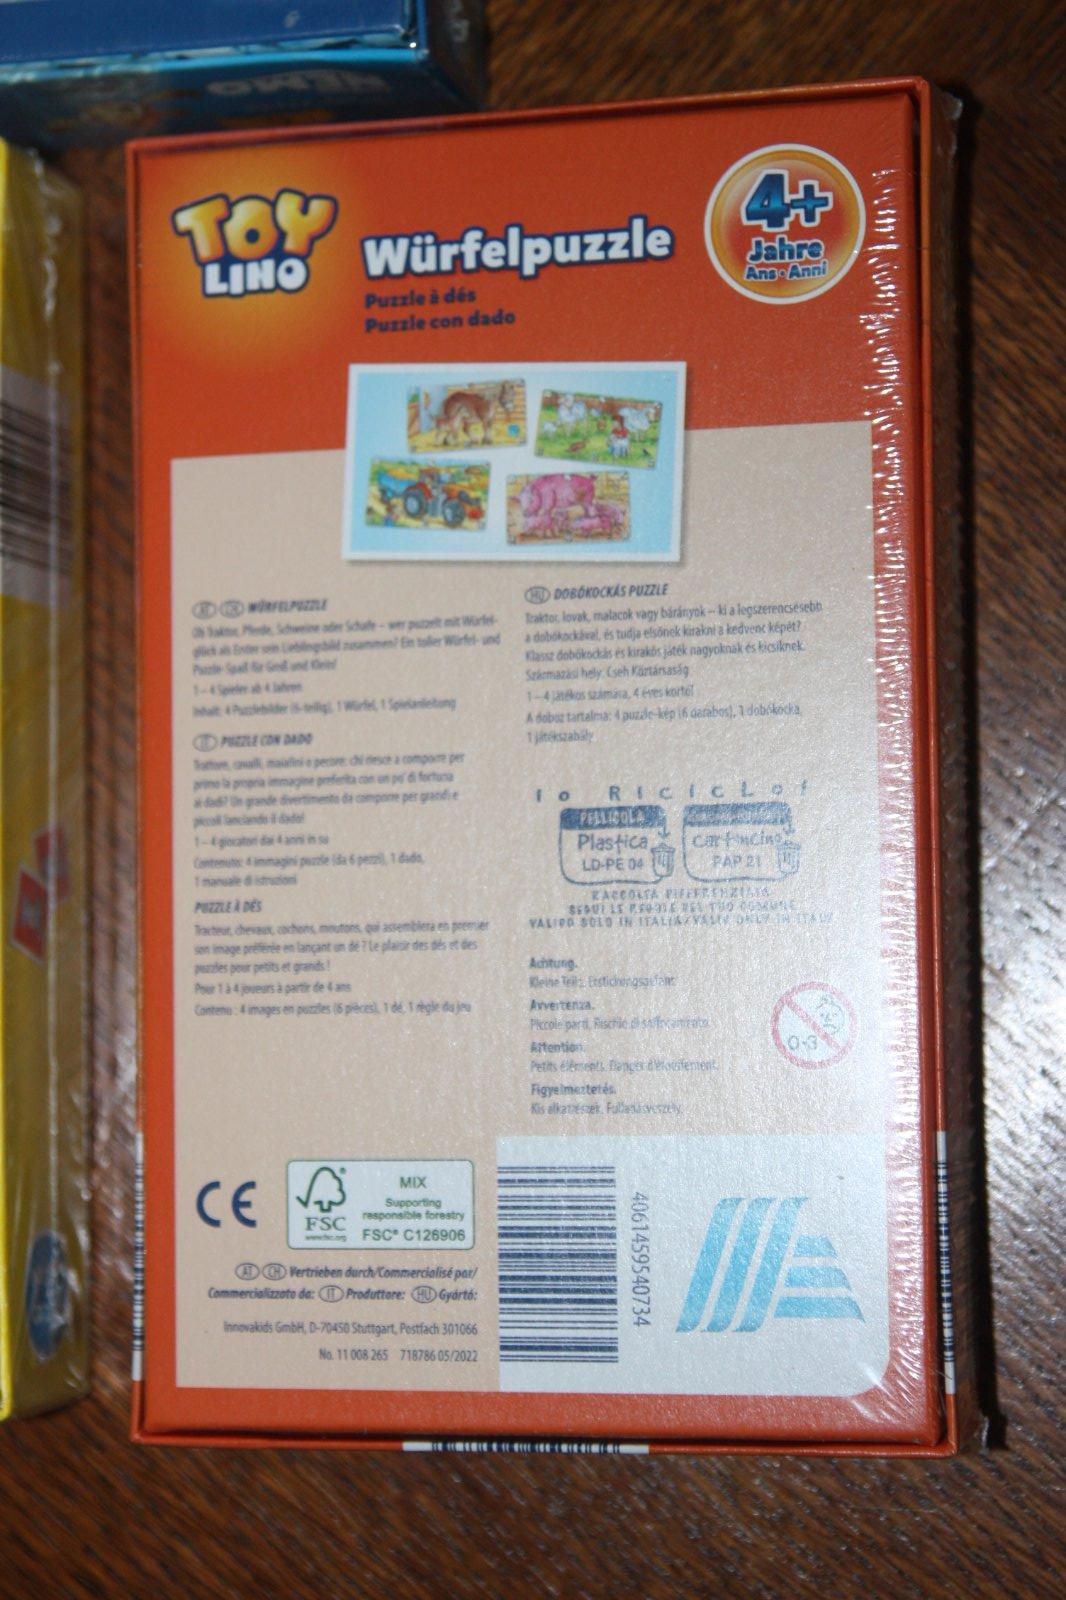 NEMO
TOY
LINO
Würfelpuzzle
Puzzle à dés
Puzzle con dado
4+
Jahre
Ans • Anni
AT CH WÜRFELPUZZLE
Ob Traktor, Pferde, Schweine oder Schafe – wer puzzelt mit Würfel-
glück als Erster sein Lieblingsbild zusammen? Ein toller Würfel- und
Puzzle-Spaß für Groß und Klein!
1 – 4 Spieler ab 4 Jahren
Inhalt: 4 Puzzlebilder (6-teilig), 1 Würfel, 1 Spielanleitung
IT PUZZLE CON DADO
Trattore, cavalli, maialini o pecore: chi riesce a comporre per
primo la propria immagine preferita con un po' di fortuna
ai dadi? Un grande divertimento da comporre per grandi e
piccoli lanciando il dado!
1 – 4 giocatori dai 4 anni in su
Contenuto: 4 immagini puzzle (da 6 pezzi), 1 dado,
1 manuale di istruzioni
PUZZLE À DÉS
Tracteur, chevaux, cochons, moutons, qui assemblera en premier
son image préférée en lançant un dé ? Le plaisir des dés et des
puzzles pour petits et grands !
Pour 1 à 4 joueurs à partir de 4 ans
Contenu : 4 images en puzzles (6 pièces), 1 dé, 1 règle du jeu
HU DOBÓKOCKÁS PUZZLE
Traktor, lovak, malacok vagy bárányok – ki a legszerencsésebb
a dobókockával, és tudja elsőnek kirakni a kedvenc képét?
Klassz dobókockás és kirakós játék nagyoknak és kicsiknek.
Származási hely: Cseh Köztársaság
1 – 4 játékos számára, 4 éves kortól
A doboz tartalma: 4 puzzle-kép (6 darabos), 1 dobókocka,
1 játékszabály
Io RICICLO!
PELLICOLA
Plastica
LD-PE 04
Cartoncino
PAP 21
RACCOLTA DIFFERENZIATA
SEGUI LE REGOLE DEL TUO COMUNE
VALIDO SOLO IN ITALIA/VALID ONLY IN ITALY
Achtung.
Kleine Teile. Erstickungsgefahr.
Avvertenza.
Piccole parti. Rischio di soffocamento.
Attention.
Petits éléments. Danger d'étouffement.
Figyelmeztetés.
Kis alkatrészek. Fulladásveszély.
0-3
CE
FSC
www.fsc.org
MIX
Supporting
responsible forestry
FSC® C126906
AT CH Vertrieben durch/Commercialisé par/
Commercializzato da: IT Produttore: HU Gyártó:
Innovakids GmbH, D-70450 Stuttgart, Postfach 301066
No. 11 008 265 718786 05/2022
4061459540734